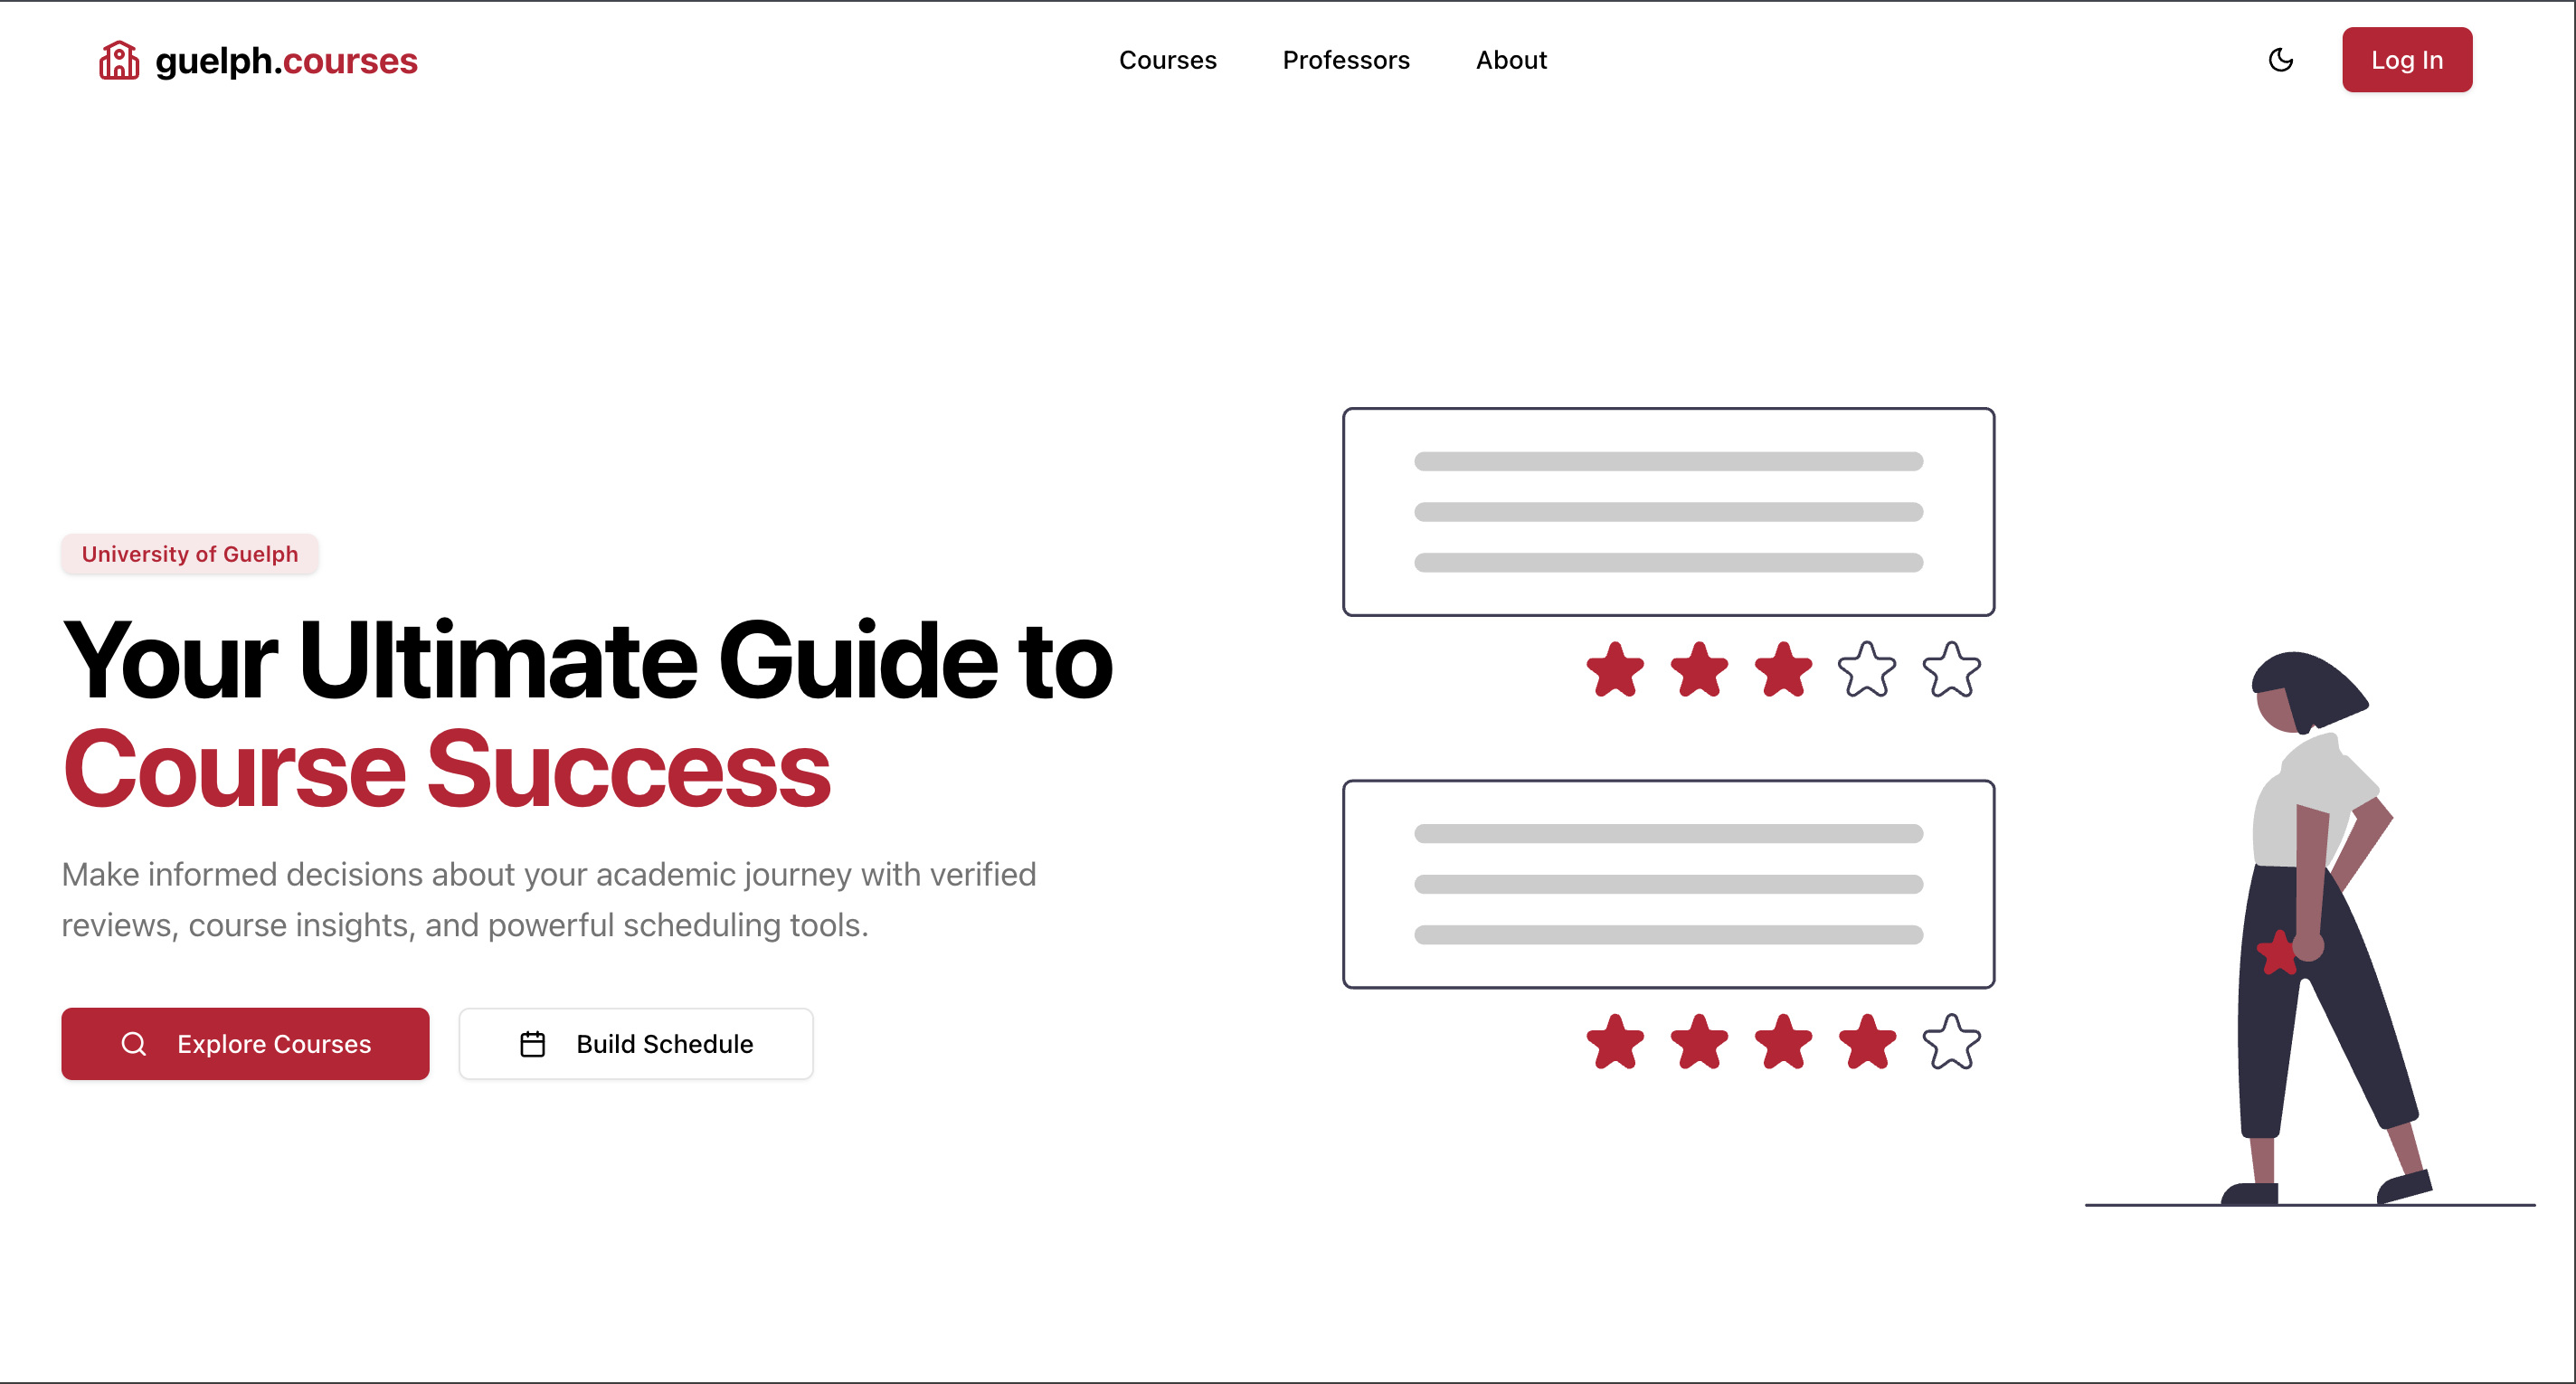 guelph.courses
Courses
Professors
About
Log In
University of Guelph
Your Ultimate Guide to
Course Success
Make informed decisions about your academic journey with verified
reviews, course insights, and powerful scheduling tools.
Explore Courses
Build Schedule